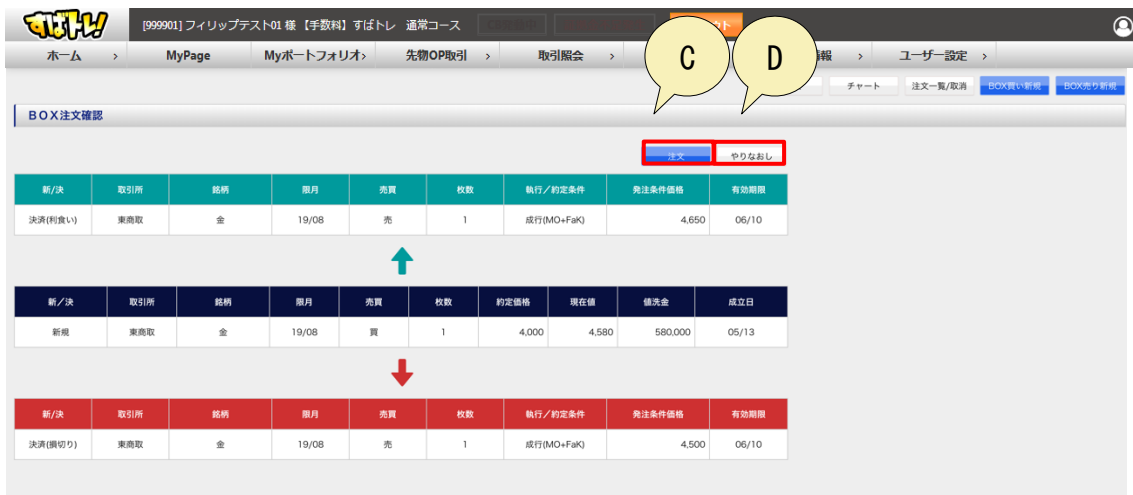 すばトレ! [999901]フィリップテスト01 様 【手数料】すばトレ 通常コース
ホーム > MyPage Myポートフォリオ> 先物OP取引 > 取引照会 > 報 > ユーザー設定 >
C D
チャート 注文一覧/取消 BOX買い新規 BOX売り新規
BOX注文確認
注文 やりなおし
新/決 取引所 銘柄 限月 売買 枚数 執行/約定条件 発注条件価格 有効期限
決済(利食い) 東商取 金 19/08 売 1 成行(MO+FaK) 4,650 06/10
新/決 取引所 銘柄 限月 売買 枚数 約定価格 現在値 値洗金 成立日
新規 東商取 金 19/08 買 1 4,000 4,580 580,000 05/13
新/決 取引所 銘柄 限月 売買 枚数 執行/約定条件 発注条件価格 有効期限
決済(損切り) 東商取 金 19/08 売 1 成行(MO+FaK) 4,500 06/10